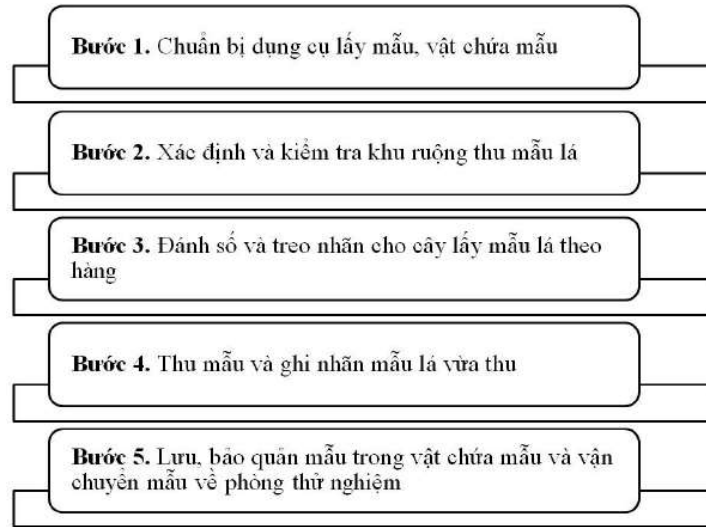 Bước 1. Chuẩn bị dụng cụ lấy mẫu, vật chứa mẫu
Bước 2. Xác định và kiểm tra khu ruộng thu mẫu lá
Bước 3. Đánh số và treo nhãn cho cây lấy mẫu lá theo
hàng
Bước 4. Thu mẫu và ghi nhãn mẫu lá vừa thu
Bước 5. Lưu, bảo quản mẫu trong vật chứa mẫu và vận
chuyển mẫu về phòng thử nghiệm